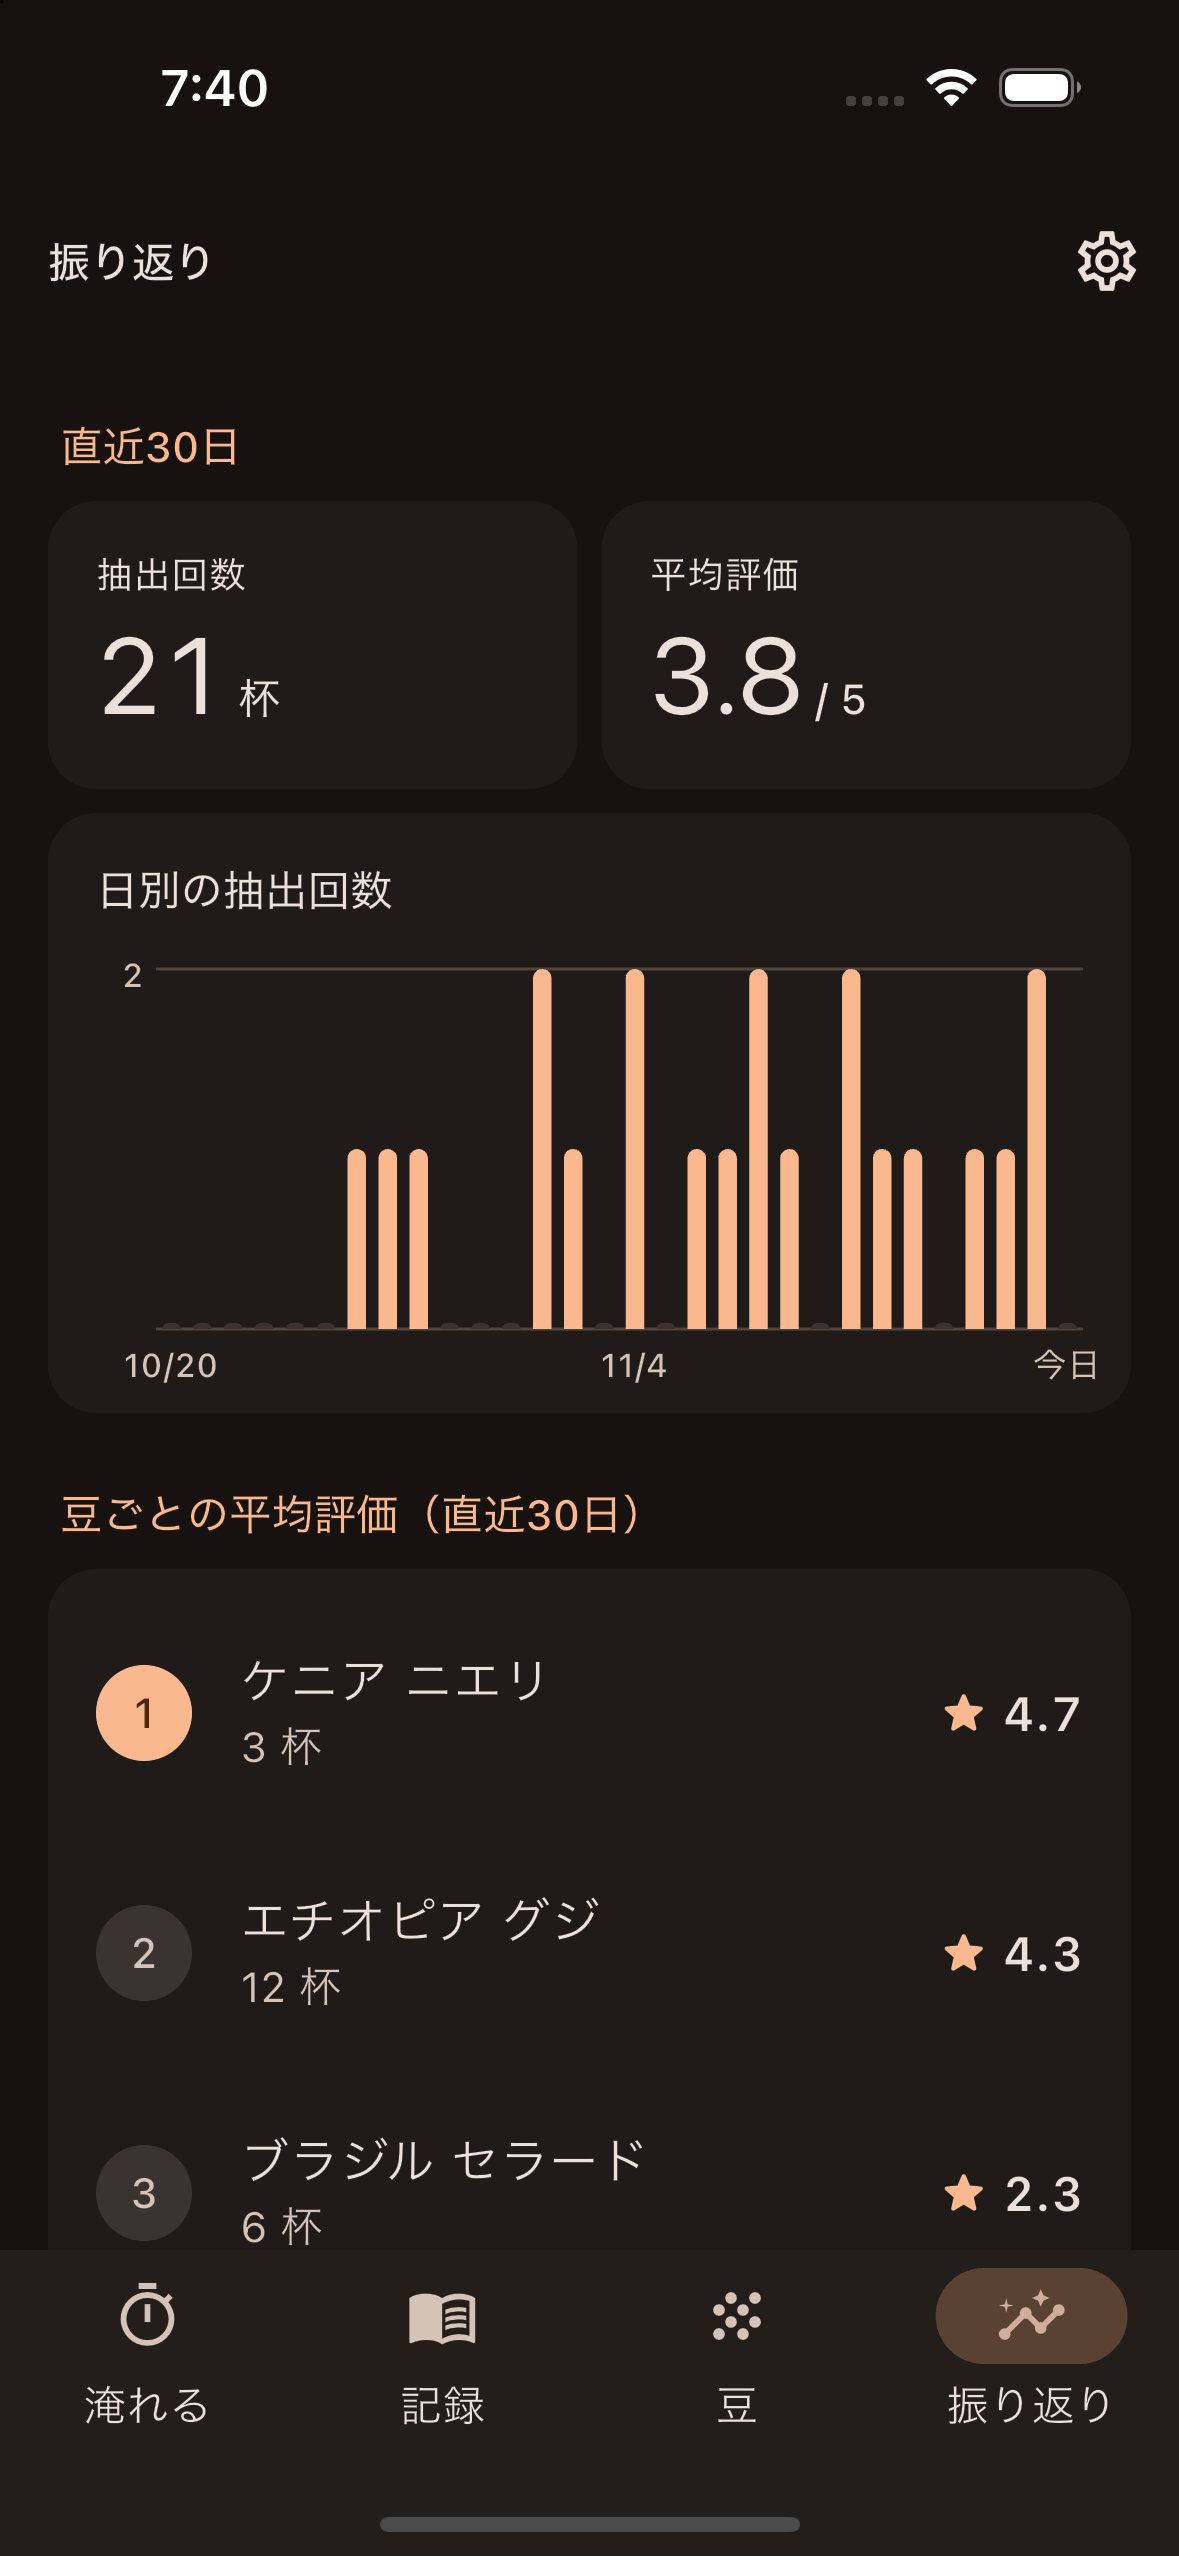 7:40
振り返り
直近30日
抽出回数
21 杯
平均評価
3.8 / 5
日別の抽出回数
2
10/20
11/4
今日
豆ごとの平均評価（直近30日）
1
ケニア ニエリ
3 杯
4.7
2
エチオピア グジ
12 杯
4.3
3
ブラジル セラード
6 杯
2.3
淹れる
記録
豆
振り返り